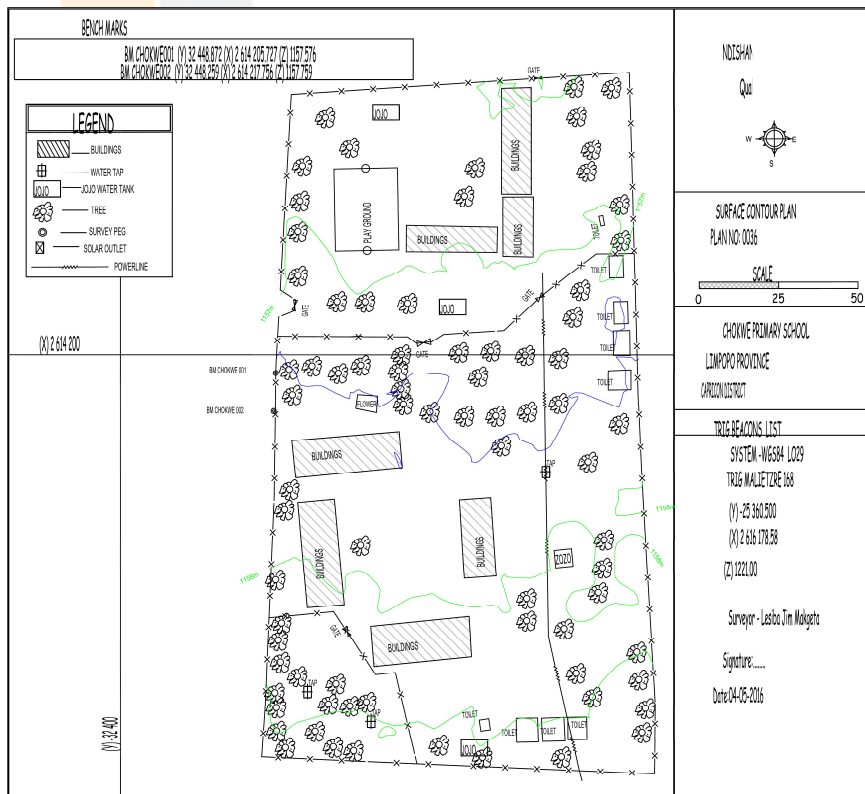 BENCH MARKS
BM CHOKWE001 (Y) 32 448.872 (X) 2 614 205.727 (Z) 1157.576
BM CHOKWE002 (Y) 32 448.259 (X) 2 614 217.756 (Z) 1157.759
LEGEND
BUILDINGS
WATER TAP
JOJO
JOJO WATER TANK
TREE
SURVEY PEG
SOLAR OUTLET
POWERLINE
GATE
JOJO
BUILDINGS
PLAY GROUND
BUILDINGS
BUILDINGS
TOILET
1157m
TOILET
1157m
GATE
JOJO
GATE
TOILET
(X) 2 614 200
GATE
TOILET
BM CHOKWE 001
TOILET
FLOWER
BM CHOKWE 002
BUILDINGS
TAP
BUILDINGS
BUILDINGS
ZOZO
1158m
1158m
GATE
BUILDINGS
TAP
TAP
TOILET
TOILET
TOILET
TOILET
JOJO
(Y) 32 400
W
E
S
SURFACE CONTOUR PLAN
PLAN NO: 0036
SCALE
0 25 50
CHOKWE PRIMARY SCHOOL
LIMPOPO PROVINCE
CAPRICON DISTRICT
TRIG BEACONS LIST
SYSTEM -WGS84 LO29
TRIG MALIETZRE 168
(Y) -25 360.500
(X) 2 616 178.58
(Z) 1221.00
Surveyor - Lesiba Jim Makgeta
Signature:......
Date:04-05-2016